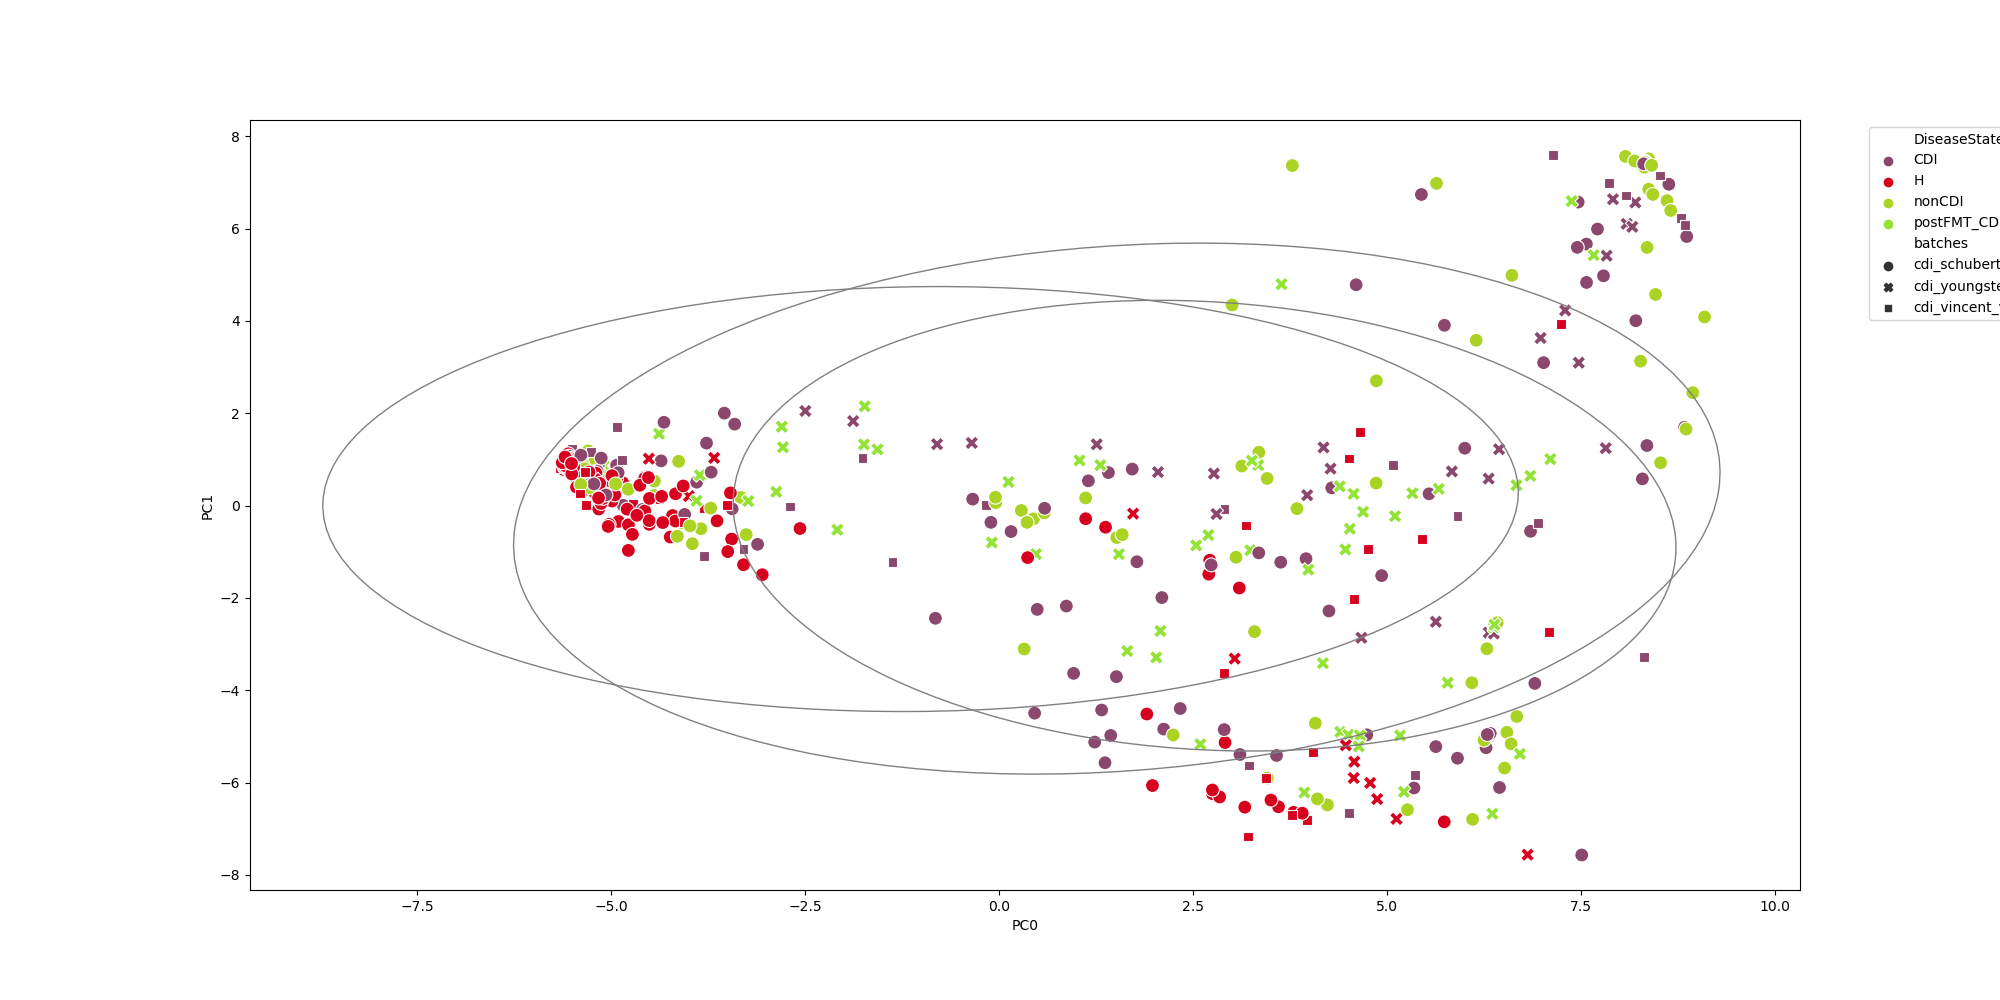 8
6
4
2
0
−2
−4
−6
−8
PC1
−7.5 −5.0 −2.5 0.0 2.5 5.0 7.5 10.0
PC0
DiseaseState
CDI
H
nonCDI
postFMT_CD
batches
cdi_schubert
cdi_youngste
cdi_vincent_